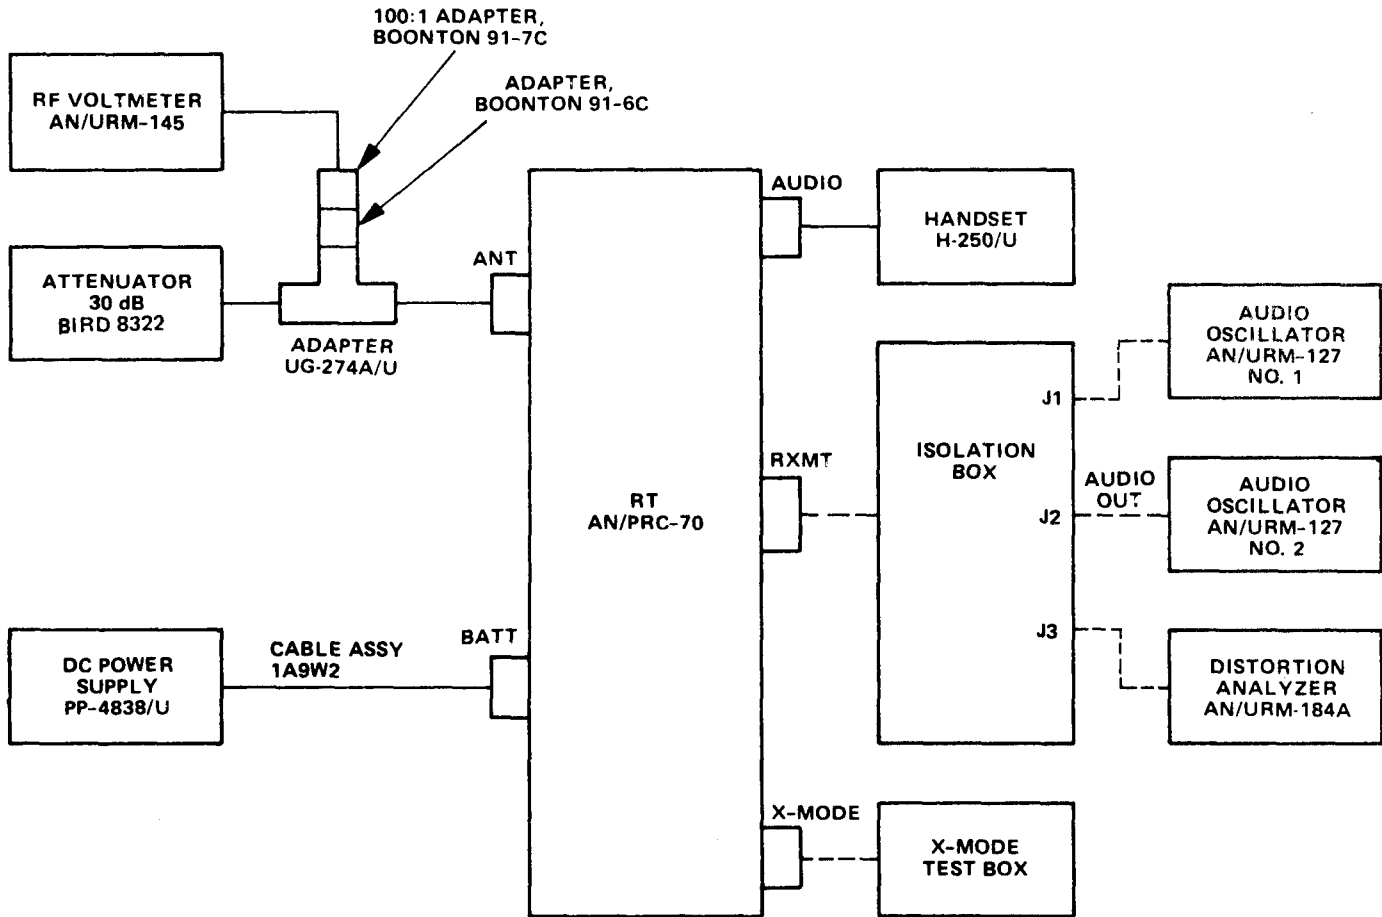 100:1 ADAPTER,
BOONTON 91-7C
ADAPTER,
BOONTON 91-6C
RF VOLTMETER
AN/URM-145
ATTENUATOR
30 dB
BIRD 8322
ADAPTER
UG-274A/U
ANT
DC POWER
SUPPLY
PP-4838/U
CABLE ASSY
1A9W2
BATT
RT
AN/PRC-70
AUDIO
HANDSET
H-250/U
RXMT
ISOLATION
BOX
J1
J2
J3
AUDIO
OUT
AUDIO
OSCILLATOR
AN/URM-127
NO. 1
AUDIO
OSCILLATOR
AN/URM-127
NO. 2
DISTORTION
ANALYZER
AN/URM-184A
X-MODE
X-MODE
TEST BOX